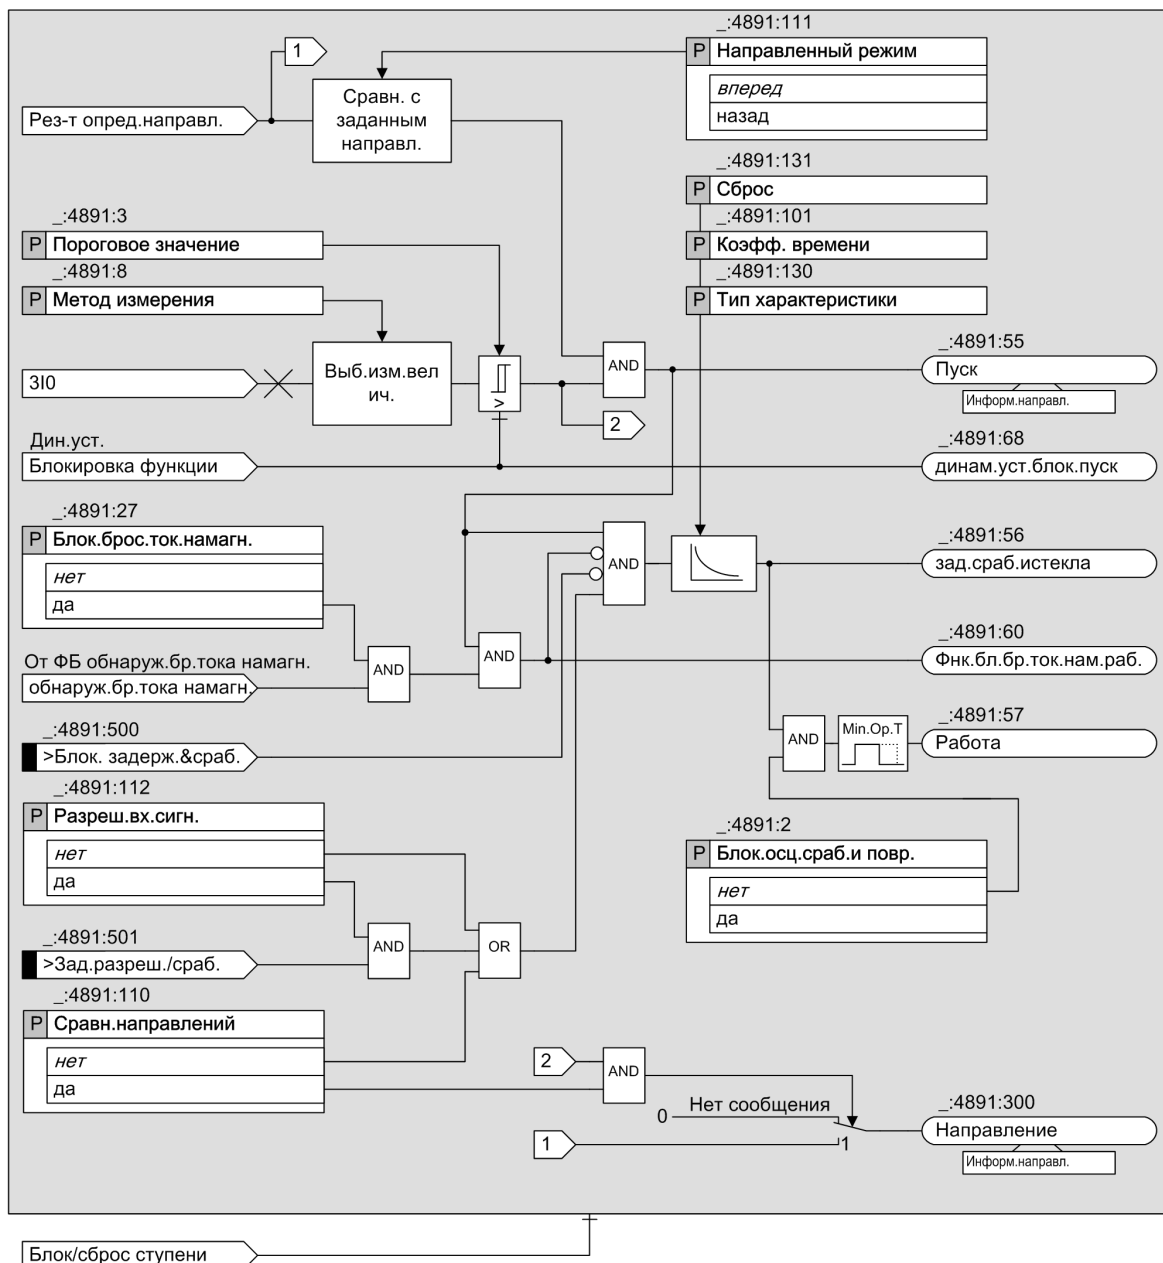 _:4891:111
1
P Направленный режим
вперед
назад
Рез-т опред.направл.
Сравн. с
заданным
направл.
_:4891:131
P Сброс
_:4891:3
P Пороговое значение
_:4891:101
P Коэфф. времени
_:4891:8
P Метод измерения
_:4891:130
P Тип характеристики
3I0
Выб.изм.вел
ич.
>
AND
2
_:4891:55
Пуск
Информ.направл.
Дин.уст.
Блокировка функции
_:4891:68
динам.уст.блок.пуск
_:4891:27
P Блок.брос.ток.намагн.
нет
да
AND
_:4891:56
зад.сраб.истекла
От ФБ обнаруж.бр.тока намагн.
обнаруж.бр.тока намагн.
AND
AND
_:4891:60
Фнк.бл.бр.ток.нам.раб.
_:4891:500
>Блок. задерж.&сраб.
AND
Min.Op.T
_:4891:57
Работа
_:4891:112
P Разреш.вх.сигн.
нет
да
_:4891:2
P Блок.осц.сраб.и повр.
нет
да
_:4891:501
>Зад.разреш./сраб.
AND
OR
_:4891:110
P Сравн.направлений
нет
да
2
AND
0
Нет сообщения
1
1
_:4891:300
Направление
Информ.направл.
Блок/сброс ступени